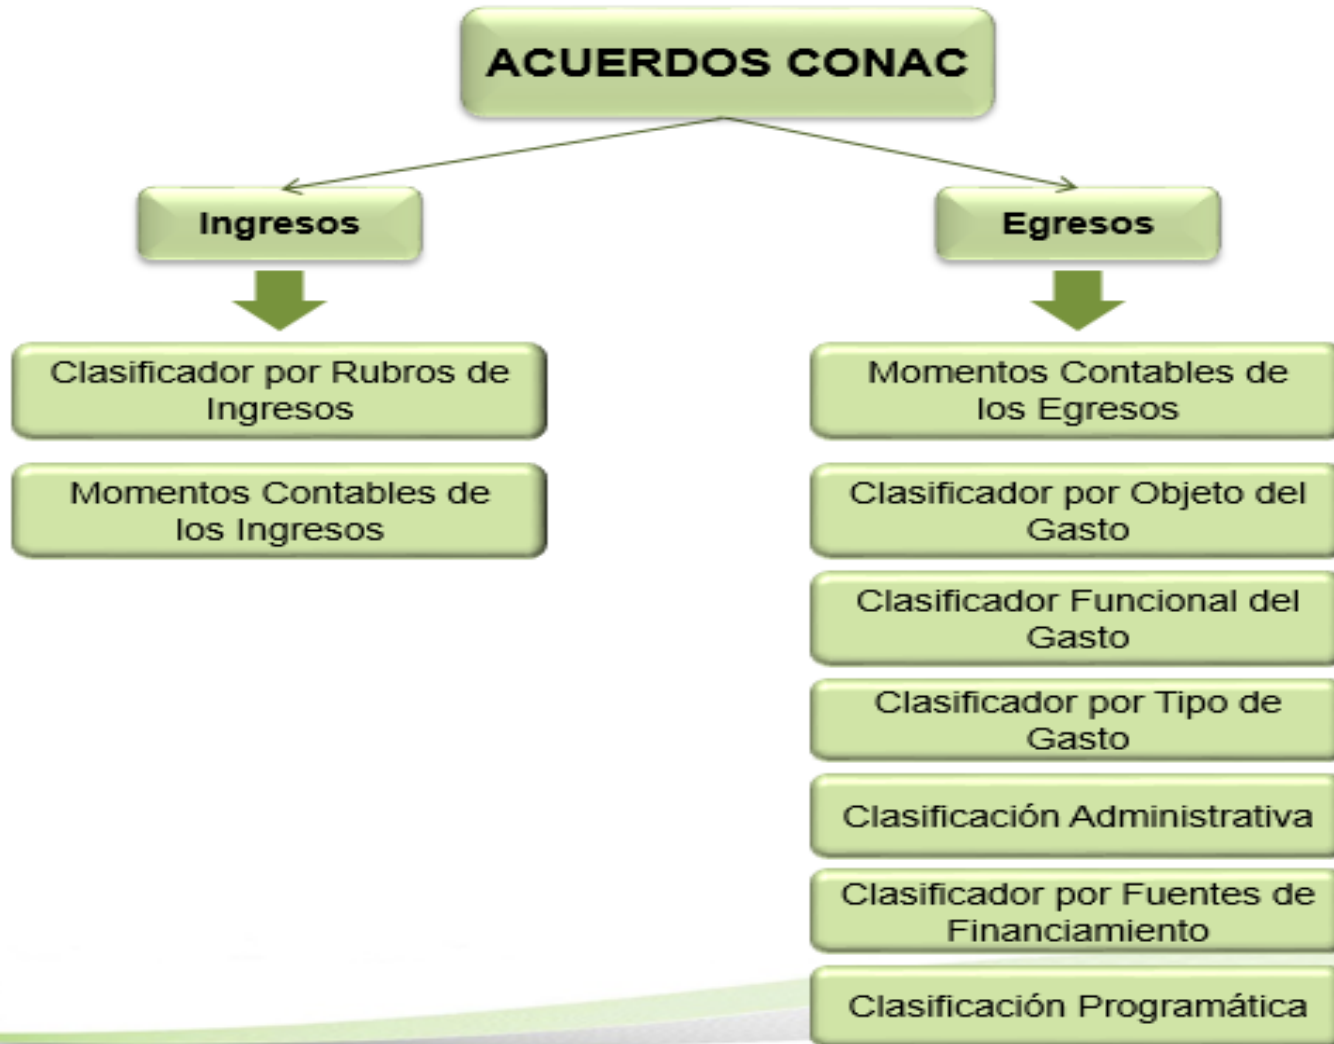 ACUERDOS CONAC
Ingresos
Egresos
Clasificador por Rubros de
Ingresos
Momentos Contables de
los Ingresos
Momentos Contables de
los Egresos
Clasificador por Objeto del
Gasto
Clasificador Funcional del
Gasto
Clasificador por Tipo de
Gasto
Clasificación Administrativa
Clasificador por Fuentes de
Financiamiento
Clasificación Programática